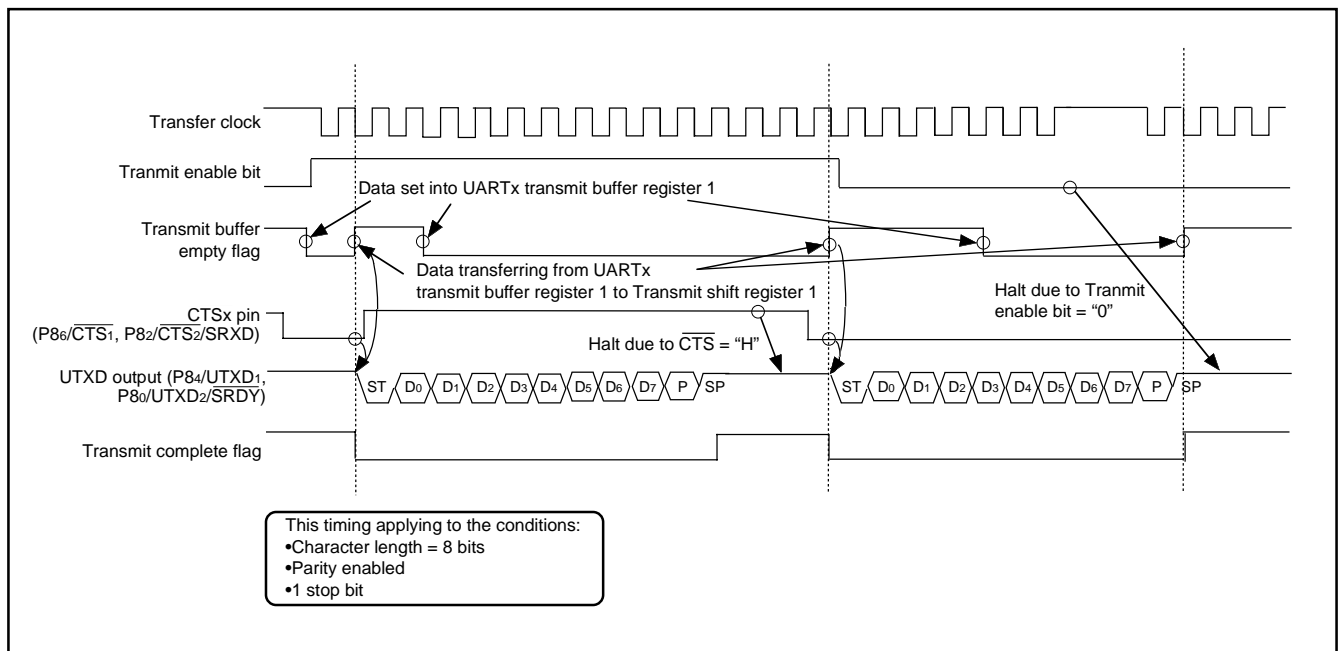 Transfer clock
Tranmit enable bit
Data set into UARTx transmit buffer register 1
Transmit buffer
empty flag
Data transferring from UARTx
transmit buffer register 1 to Transmit shift register 1
Halt due to Tranmit
enable bit = “0”
CTSx pin
(P86/CTS1, P82/CTS2/SRXD)
Halt due to CTS = “H”
UTXD output (P84/UTXD1,
P80/UTXD2/SRDY)
ST D0 D1 D2 D3 D4 D5 D6 D7 P SP
ST D0 D1 D2 D3 D4 D5 D6 D7 P SP
Transmit complete flag
This timing applying to the conditions:
•Character length = 8 bits
•Parity enabled
•1 stop bit